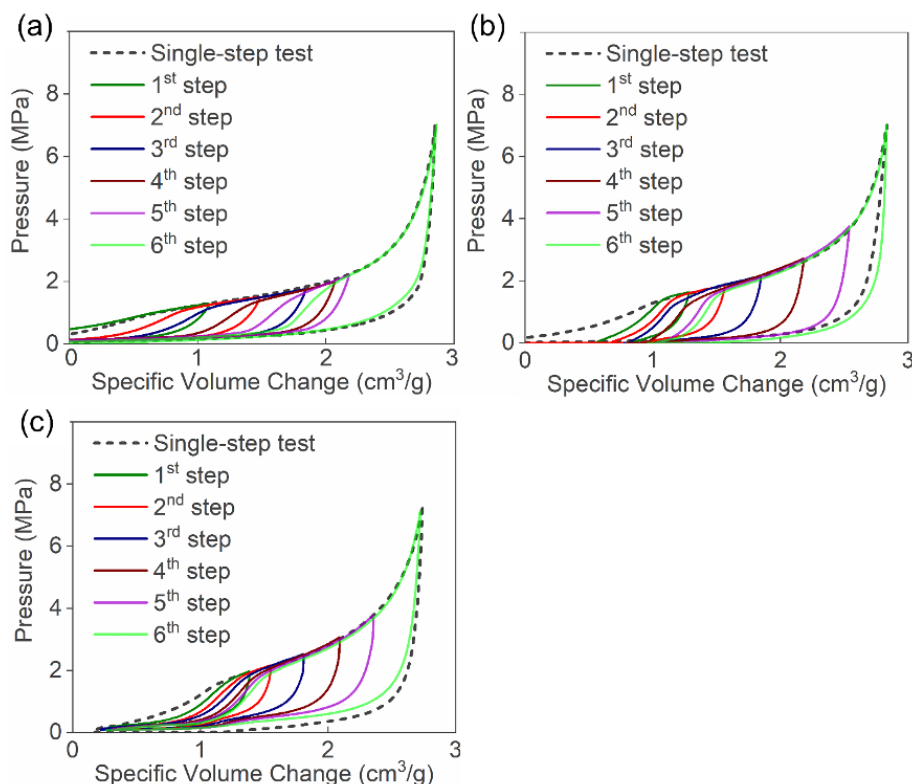 (a)
Single-step test
1st step
2nd step
3rd step
4th step
5th step
6th step
Pressure (MPa)
8
6
4
2
0
0 1 2 3
Specific Volume Change (cm³/g)
(b)
Single-step test
1st step
2nd step
3rd step
4th step
5th step
6th step
Pressure (MPa)
8
6
4
2
0
0 1 2 3
Specific Volume Change (cm³/g)
(c)
Single-step test
1st step
2nd step
3rd step
4th step
5th step
6th step
Pressure (MPa)
8
6
4
2
0
0 1 2 3
Specific Volume Change (cm³/g)